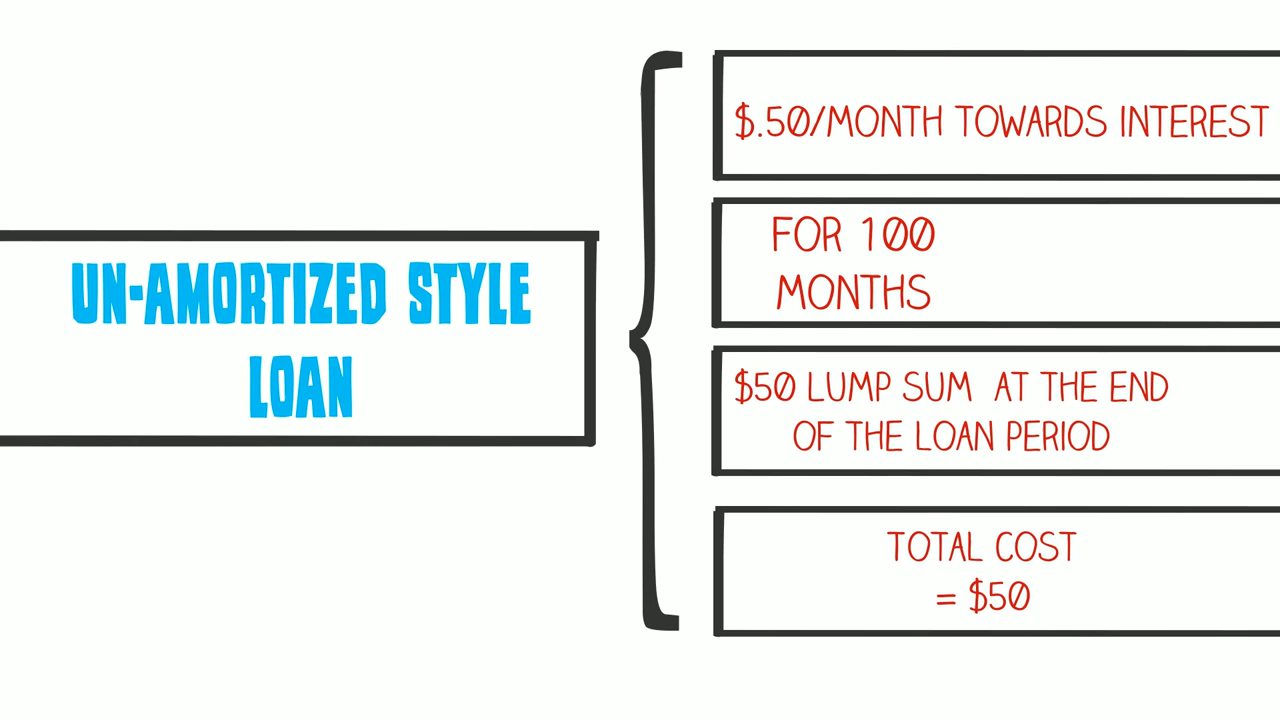 UN-AMORTIZED STYLE
LOAN
$.50/MONTH TOWARDS INTEREST
FOR 100
MONTHS
$50 LUMP SUM AT THE END
OF THE LOAN PERIOD
TOTAL COST
= $50